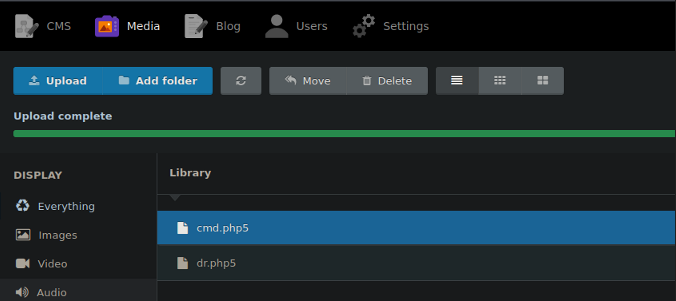 CMS Media Blog Users Settings
Upload Add folder Move Delete
Upload complete
DISPLAY
Library
Everything
cmd.php5
Images
Video
dr.php5
Audio